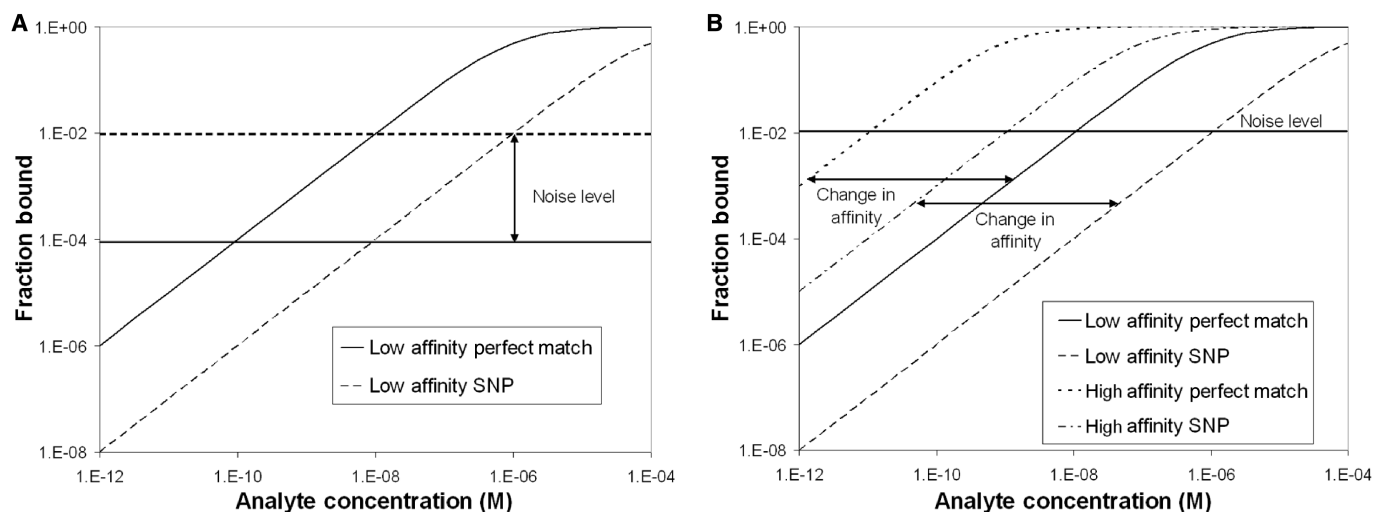 A
1.E+00
1.E-02
1.E-04
1.E-06
1.E-08
Fraction bound
Noise level
Low affinity perfect match
Low affinity SNP
1.E-12
1.E-10
1.E-08
1.E-06
1.E-04
Analyte concentration (M)
B
1.E+00
1.E-02
1.E-04
1.E-06
1.E-08
Fraction bound
Noise level
Change in
affinity
Change in
affinity
Low affinity perfect match
Low affinity SNP
High affinity perfect match
High affinity SNP
1.E-12
1.E-10
1.E-08
1.E-06
1.E-04
Analyte concentration (M)